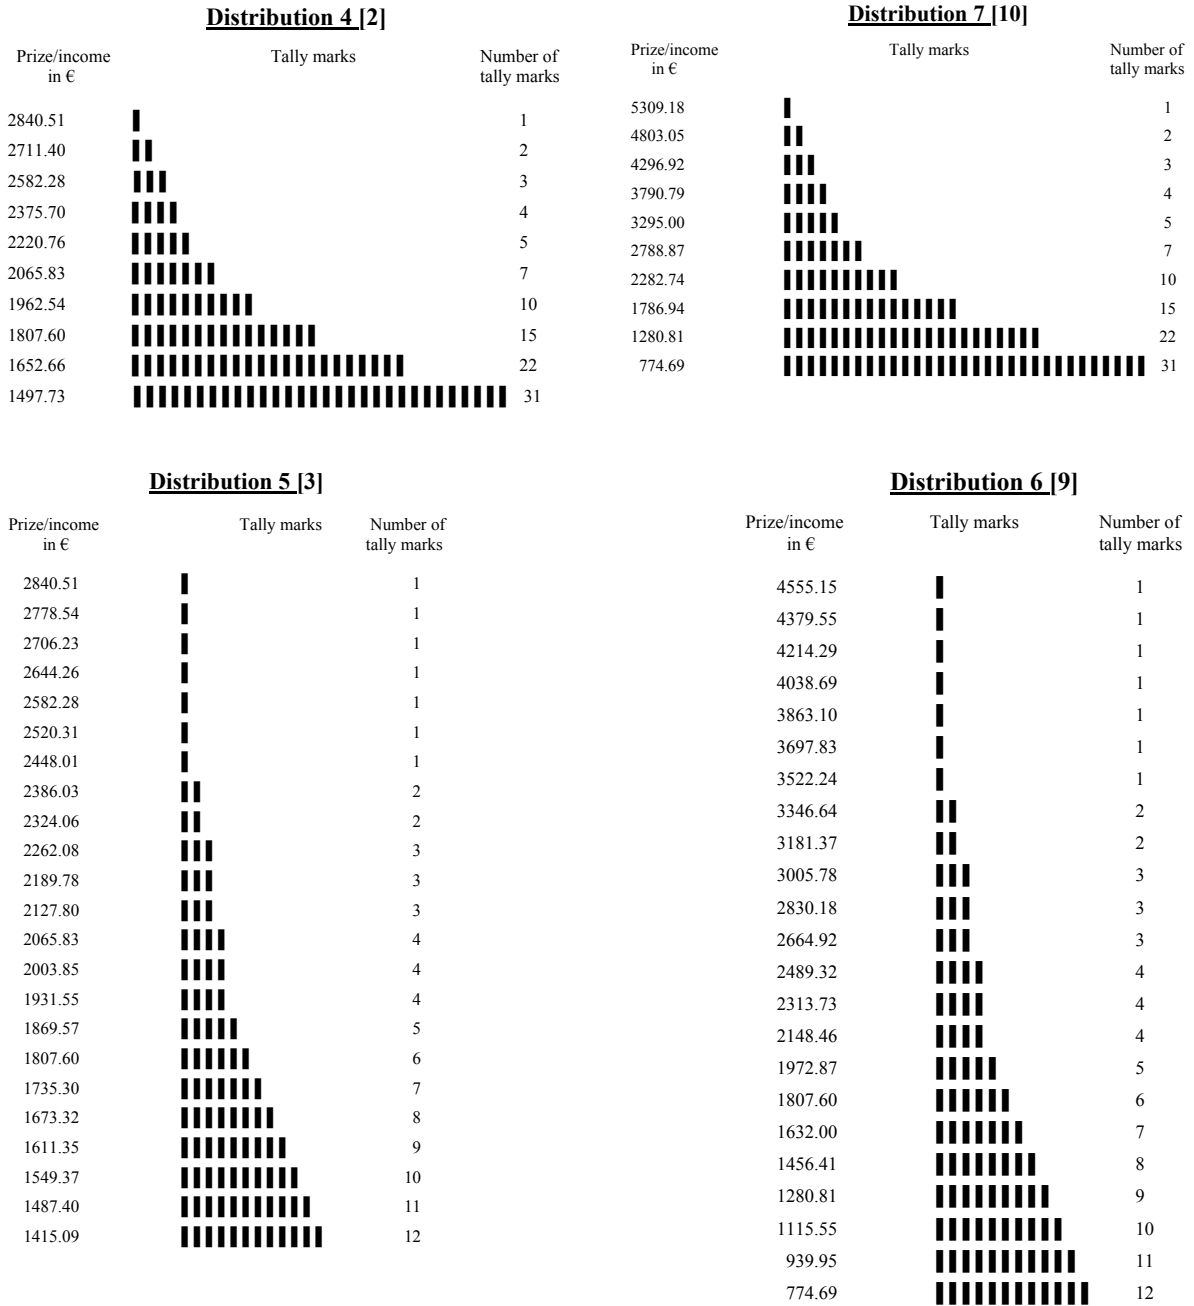 Distribution 4 [2]
Prize/income
in €
Tally marks
Number of
tally marks
2840.51 1
2711.40 2
2582.28 3
2375.70 4
2220.76 5
2065.83 7
1962.54 10
1807.60 15
1652.66 22
1497.73 31
Distribution 7 [10]
Prize/income
in €
Tally marks
Number of
tally marks
5309.18 1
4803.05 2
4296.92 3
3790.79 4
3295.00 5
2788.87 7
2282.74 10
1786.94 15
1280.81 22
774.69 31
Distribution 5 [3]
Prize/income
in €
Tally marks
Number of
tally marks
2840.51 1
2778.54 1
2706.23 1
2644.26 1
2582.28 1
2520.31 1
2448.01 1
2386.03 2
2324.06 2
2262.08 3
2189.78 3
2127.80 3
2065.83 4
2003.85 4
1931.55 4
1869.57 5
1807.60 6
1735.30 7
1673.32 8
1611.35 9
1549.37 10
1487.40 11
1415.09 12
Distribution 6 [9]
Prize/income
in €
Tally marks
Number of
tally marks
4555.15 1
4379.55 1
4214.29 1
4038.69 1
3863.10 1
3697.83 1
3522.24 1
3346.64 2
3181.37 2
3005.78 3
2830.18 3
2664.92 3
2489.32 4
2313.73 4
2148.46 4
1972.87 5
1807.60 6
1632.00 7
1456.41 8
1280.81 9
1115.55 10
939.95 11
774.69 12